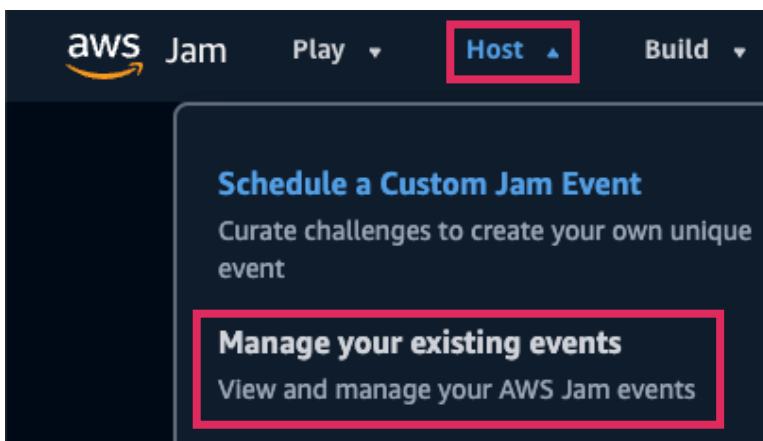 aws Jam Play Host Build
Schedule a Custom Jam Event
Curate challenges to create your own unique
event
Manage your existing events
View and manage your AWS Jam events